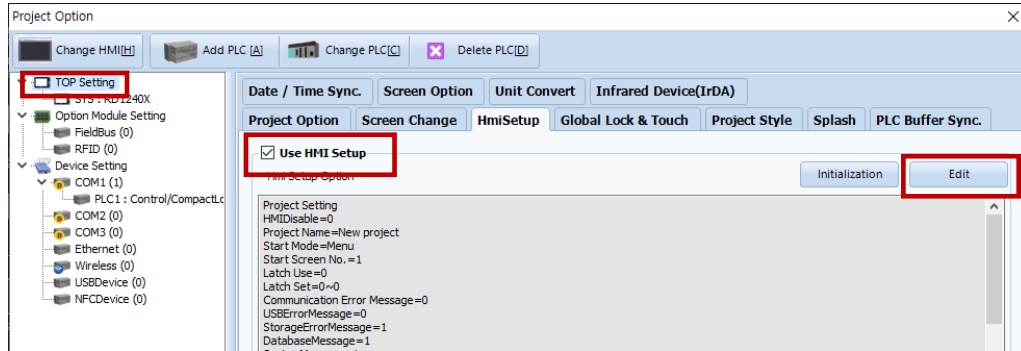 Project Option
Change HMI[H] Add PLC [A] Change PLC[C] Delete PLC[D]
TOP Setting
SYS : RD1240X
Option Module Setting
FieldBus (0)
RFID (0)
Device Setting
COM1 (1)
PLC1 : Control/CompactLo
COM2 (0)
COM3 (0)
Ethernet (0)
Wireless (0)
USBDevice (0)
NFCDevice (0)
Date / Time Sync. Screen Option Unit Convert Infrared Device(IrDA)
Project Option Screen Change HmiSetup Global Lock & Touch Project Style Splash PLC Buffer Sync.
Use HMI Setup
Hmi Setup Option
Initialization Edit
Project Setting
HMIDisable=0
Project Name=New project
Start Mode=Menu
Start Screen No.=1
Latch Use=0
Latch Set=0~0
Communication Error Message=0
USBErrorMessage=0
StorageErrorMessage=1
DatabaseMessage=1